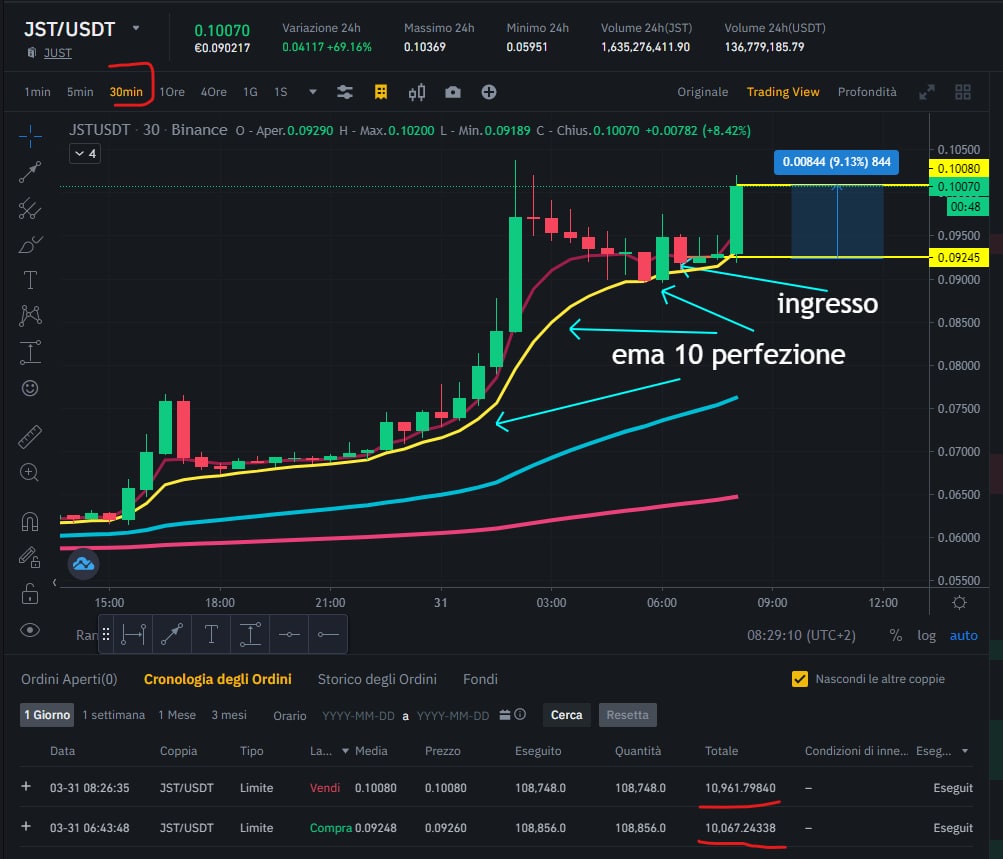 JST/USDT
JUST
0.10070
€0.090217
Variazione 24h
0.04117 +69.16%
Massimo 24h
0.10369
Minimo 24h
0.05951
Volume 24h(JST)
1,635,276,411.90
Volume 24h(USDT)
136,779,185.79
1min 5min 30min 1Ore 4Ore 1G 1S
Originale Trading View Profondità
JSTUSDT · 30 · Binance O - Aper.0.09290 H - Max.0.10200 L - Min.0.09189 C - Chius.0.10070 +0.00782 (+8.42%)
4
0.00844 (9.13%) 844
0.10500
0.10080
0.10070
00:48
0.09500
0.09245
0.09000
0.08500
0.08000
0.07500
0.07000
0.06500
0.06000
0.05500
ingresso
ema 10 perfezione
15:00 18:00 21:00 31 03:00 06:00 09:00 12:00
Ran
08:29:10 (UTC+2) % log auto
Ordini Aperti(0) Cronologia degli Ordini Storico degli Ordini Fondi
Nascondi le altre coppie
1 Giorno 1 settimana 1 Mese 3 mesi Orario YYYY-MM-DD a YYYY-MM-DD Cerca Resetta
Data Coppia Tipo La... Media Prezzo Eseguito Quantità Totale Condizioni di inne... Eseg...
+ 03-31 08:26:35 JST/USDT Limite Vendi 0.10080 0.10080 108,748.0 108,748.0 10,961.79840 – Eseguit
+ 03-31 06:43:48 JST/USDT Limite Compra 0.09248 0.09260 108,856.0 108,856.0 10,067.24338 – Eseguit